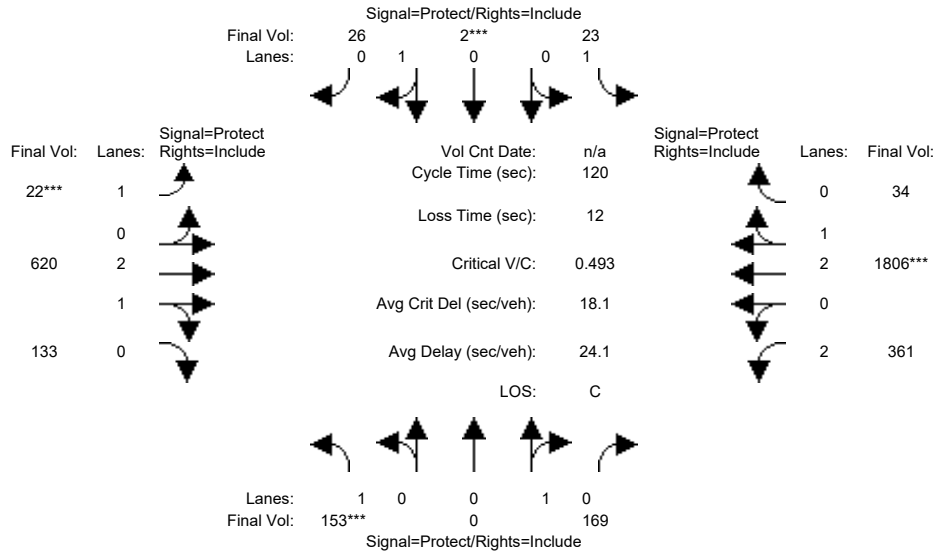 Signal=Protect/Rights=Include
Final Vol: 26 2*** 23
Lanes: 0 1 0 0 1
Signal=Protect Signal=Protect
Final Vol: Lanes: Rights=Include Vol Cnt Date: n/a Rights=Include Lanes: Final Vol:
Cycle Time (sec): 120
22*** 1 0 34
Loss Time (sec): 12
0 1
620 2 Critical V/C: 0.493 2 1806***
1 Avg Crit Del (sec/veh): 18.1 0
133 0 Avg Delay (sec/veh): 24.1 2 361
LOS: C
Lanes: 1 0 0 1 0
Final Vol: 153*** 0 169
Signal=Protect/Rights=Include